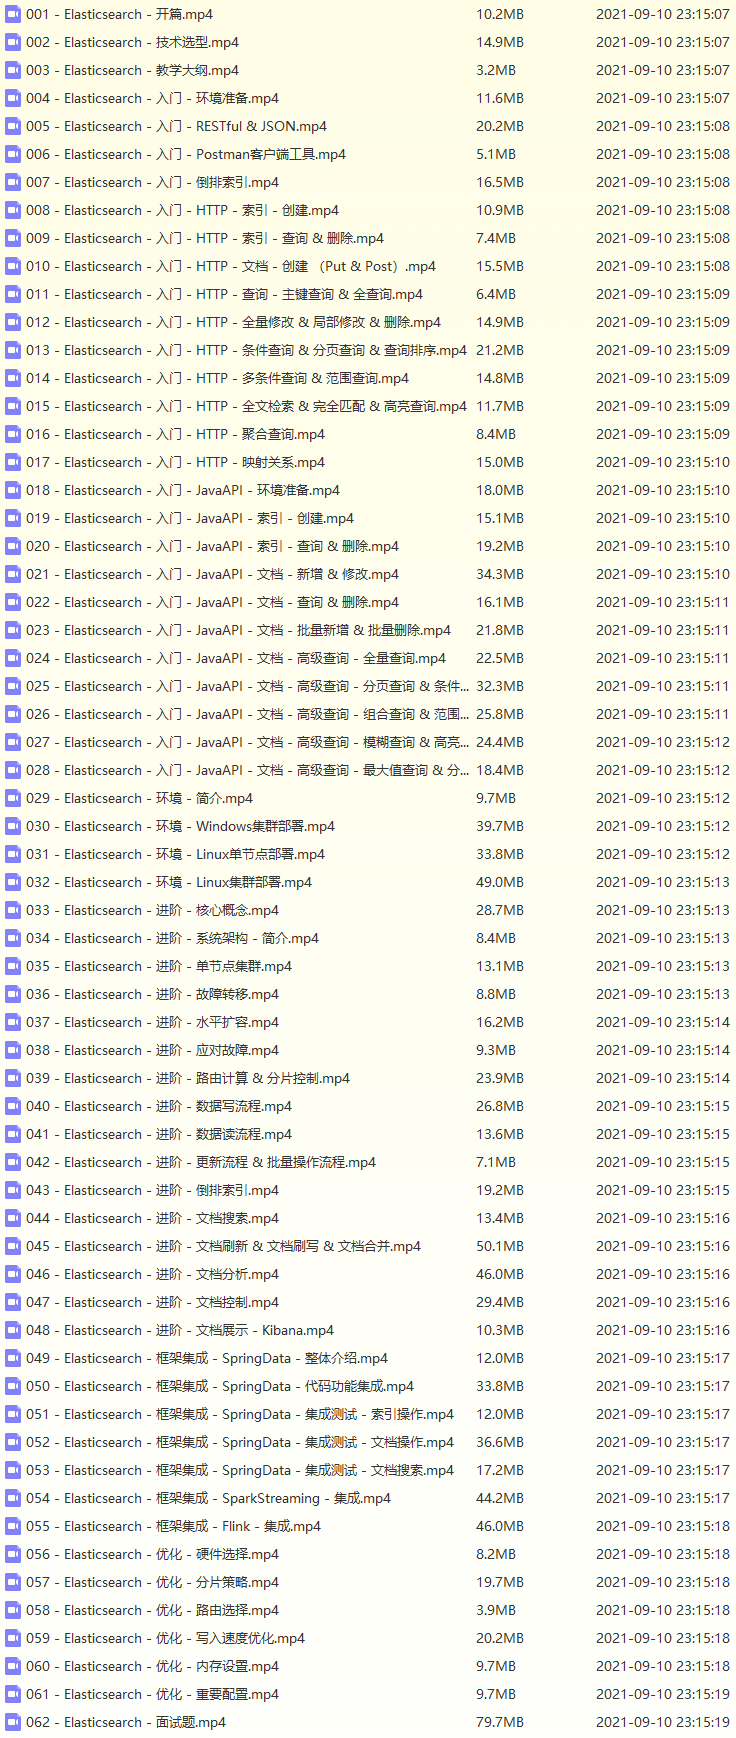 001 - Elasticsearch - 开篇.mp4 10.2MB 2021-09-10 23:15:07
002 - Elasticsearch - 技术选型.mp4 14.9MB 2021-09-10 23:15:07
003 - Elasticsearch - 教学大纲.mp4 3.2MB 2021-09-10 23:15:07
004 - Elasticsearch - 入门 - 环境准备.mp4 11.6MB 2021-09-10 23:15:07
005 - Elasticsearch - 入门 - RESTful & JSON.mp4 20.2MB 2021-09-10 23:15:08
006 - Elasticsearch - 入门 - Postman客户端工具.mp4 5.1MB 2021-09-10 23:15:08
007 - Elasticsearch - 入门 - 倒排索引.mp4 16.5MB 2021-09-10 23:15:08
008 - Elasticsearch - 入门 - HTTP - 索引 - 创建.mp4 10.9MB 2021-09-10 23:15:08
009 - Elasticsearch - 入门 - HTTP - 索引 - 查询 & 删除.mp4 7.4MB 2021-09-10 23:15:08
010 - Elasticsearch - 入门 - HTTP - 文档 - 创建 （Put & Post）.mp4 15.5MB 2021-09-10 23:15:08
011 - Elasticsearch - 入门 - HTTP - 查询 - 主键查询 & 全查询.mp4 6.4MB 2021-09-10 23:15:09
012 - Elasticsearch - 入门 - HTTP - 全量修改 & 局部修改 & 删除.mp4 14.9MB 2021-09-10 23:15:09
013 - Elasticsearch - 入门 - HTTP - 条件查询 & 分页查询 & 查询排序.mp4 21.2MB 2021-09-10 23:15:09
014 - Elasticsearch - 入门 - HTTP - 多条件查询 & 范围查询.mp4 14.8MB 2021-09-10 23:15:09
015 - Elasticsearch - 入门 - HTTP - 全文检索 & 完全匹配 & 高亮查询.mp4 11.7MB 2021-09-10 23:15:09
016 - Elasticsearch - 入门 - HTTP - 聚合查询.mp4 8.4MB 2021-09-10 23:15:09
017 - Elasticsearch - 入门 - HTTP - 映射关系.mp4 15.0MB 2021-09-10 23:15:10
018 - Elasticsearch - 入门 - JavaAPI - 环境准备.mp4 18.0MB 2021-09-10 23:15:10
019 - Elasticsearch - 入门 - JavaAPI - 索引 - 创建.mp4 15.1MB 2021-09-10 23:15:10
020 - Elasticsearch - 入门 - JavaAPI - 索引 - 查询 & 删除.mp4 19.2MB 2021-09-10 23:15:10
021 - Elasticsearch - 入门 - JavaAPI - 文档 - 新增 & 修改.mp4 34.3MB 2021-09-10 23:15:10
022 - Elasticsearch - 入门 - JavaAPI - 文档 - 查询 & 删除.mp4 16.1MB 2021-09-10 23:15:11
023 - Elasticsearch - 入门 - JavaAPI - 文档 - 批量新增 & 批量删除.mp4 21.8MB 2021-09-10 23:15:11
024 - Elasticsearch - 入门 - JavaAPI - 文档 - 高级查询 - 全量查询.mp4 22.5MB 2021-09-10 23:15:11
025 - Elasticsearch - 入门 - JavaAPI - 文档 - 高级查询 - 分页查询 & 条件... 32.3MB 2021-09-10 23:15:11
026 - Elasticsearch - 入门 - JavaAPI - 文档 - 高级查询 - 组合查询 & 范围... 25.8MB 2021-09-10 23:15:11
027 - Elasticsearch - 入门 - JavaAPI - 文档 - 高级查询 - 模糊查询 & 高亮... 24.4MB 2021-09-10 23:15:12
028 - Elasticsearch - 入门 - JavaAPI - 文档 - 高级查询 - 最大值查询 & 分... 18.4MB 2021-09-10 23:15:12
029 - Elasticsearch - 环境 - 简介.mp4 9.7MB 2021-09-10 23:15:12
030 - Elasticsearch - 环境 - Windows集群部署.mp4 39.7MB 2021-09-10 23:15:12
031 - Elasticsearch - 环境 - Linux单节点部署.mp4 33.8MB 2021-09-10 23:15:12
032 - Elasticsearch - 环境 - Linux集群部署.mp4 49.0MB 2021-09-10 23:15:13
033 - Elasticsearch - 进阶 - 核心概念.mp4 28.7MB 2021-09-10 23:15:13
034 - Elasticsearch - 进阶 - 系统架构 - 简介.mp4 8.4MB 2021-09-10 23:15:13
035 - Elasticsearch - 进阶 - 单节点集群.mp4 13.1MB 2021-09-10 23:15:13
036 - Elasticsearch - 进阶 - 故障转移.mp4 8.8MB 2021-09-10 23:15:13
037 - Elasticsearch - 进阶 - 水平扩容.mp4 16.2MB 2021-09-10 23:15:14
038 - Elasticsearch - 进阶 - 应对故障.mp4 9.3MB 2021-09-10 23:15:14
039 - Elasticsearch - 进阶 - 路由计算 & 分片控制.mp4 23.9MB 2021-09-10 23:15:14
040 - Elasticsearch - 进阶 - 数据写流程.mp4 26.8MB 2021-09-10 23:15:15
041 - Elasticsearch - 进阶 - 数据读流程.mp4 13.6MB 2021-09-10 23:15:15
042 - Elasticsearch - 进阶 - 更新流程 & 批量操作流程.mp4 7.1MB 2021-09-10 23:15:15
043 - Elasticsearch - 进阶 - 倒排索引.mp4 19.2MB 2021-09-10 23:15:15
044 - Elasticsearch - 进阶 - 文档搜索.mp4 13.4MB 2021-09-10 23:15:16
045 - Elasticsearch - 进阶 - 文档刷新 & 文档刷写 & 文档合并.mp4 50.1MB 2021-09-10 23:15:16
046 - Elasticsearch - 进阶 - 文档分析.mp4 46.0MB 2021-09-10 23:15:16
047 - Elasticsearch - 进阶 - 文档控制.mp4 29.4MB 2021-09-10 23:15:16
048 - Elasticsearch - 进阶 - 文档展示 - Kibana.mp4 10.3MB 2021-09-10 23:15:16
049 - Elasticsearch - 框架集成 - SpringData - 整体介绍.mp4 12.0MB 2021-09-10 23:15:17
050 - Elasticsearch - 框架集成 - SpringData - 代码功能集成.mp4 33.8MB 2021-09-10 23:15:17
051 - Elasticsearch - 框架集成 - SpringData - 集成测试 - 索引操作.mp4 12.0MB 2021-09-10 23:15:17
052 - Elasticsearch - 框架集成 - SpringData - 集成测试 - 文档操作.mp4 36.6MB 2021-09-10 23:15:17
053 - Elasticsearch - 框架集成 - SpringData - 集成测试 - 文档搜索.mp4 17.2MB 2021-09-10 23:15:17
054 - Elasticsearch - 框架集成 - SparkStreaming - 集成.mp4 44.2MB 2021-09-10 23:15:17
055 - Elasticsearch - 框架集成 - Flink - 集成.mp4 46.0MB 2021-09-10 23:15:18
056 - Elasticsearch - 优化 - 硬件选择.mp4 8.2MB 2021-09-10 23:15:18
057 - Elasticsearch - 优化 - 分片策略.mp4 19.7MB 2021-09-10 23:15:18
058 - Elasticsearch - 优化 - 路由选择.mp4 3.9MB 2021-09-10 23:15:18
059 - Elasticsearch - 优化 - 写入速度优化.mp4 20.2MB 2021-09-10 23:15:18
060 - Elasticsearch - 优化 - 内存设置.mp4 9.7MB 2021-09-10 23:15:18
061 - Elasticsearch - 优化 - 重要配置.mp4 9.7MB 2021-09-10 23:15:19
062 - Elasticsearch - 面试题.mp4 79.7MB 2021-09-10 23:15:19